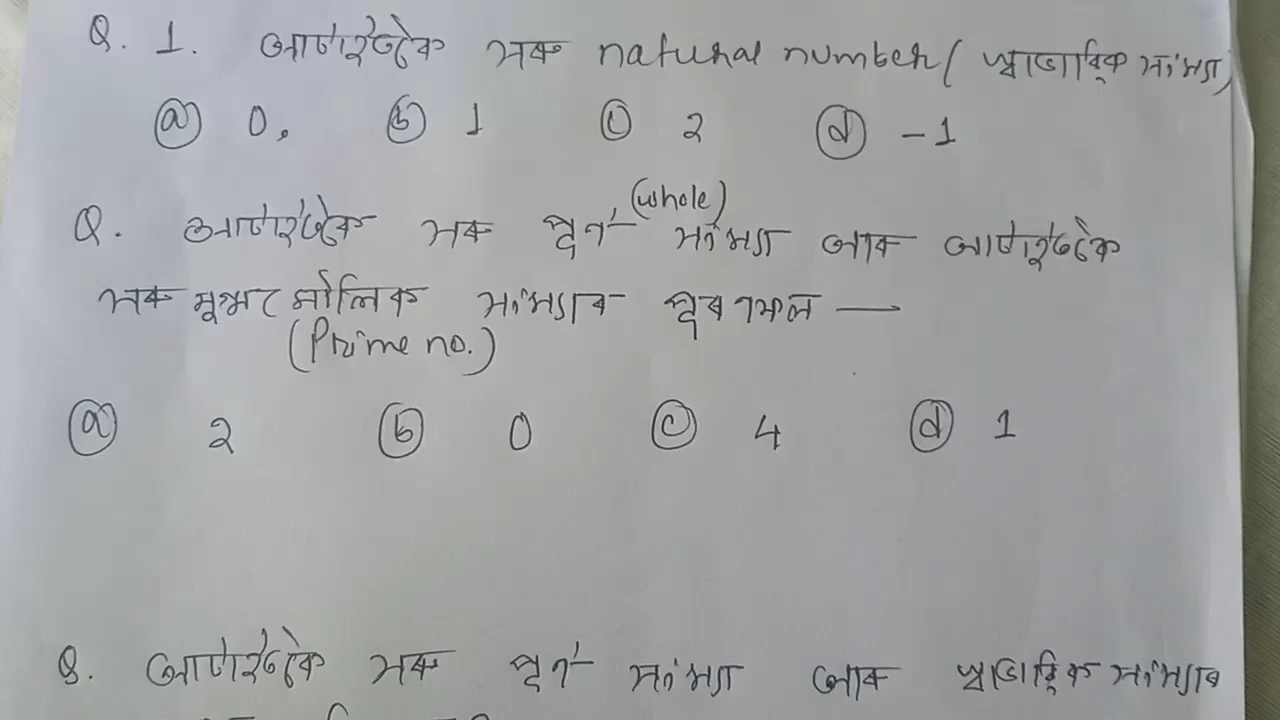 Q. 1. আটাইতকৈ সৰু natural number ( স্বাভাৱিক সংখ্যা)
ⓐ 0, ⓑ 1 ⓒ 2 ⓓ -1
(whole)
Q. আটাইতকৈ সৰু পূৰ্ণ সংখ্যা আৰু আটাইতকৈ
সৰু মৌলিক সংখ্যাৰ পূৰণফল —
(Prime no.)
ⓐ 2 ⓑ 0 ⓒ 4 ⓓ 1
Q. আটাইতকৈ সৰু পূৰ্ণ সংখ্যা আৰু স্বাভাৱিক সংখ্যাৰ